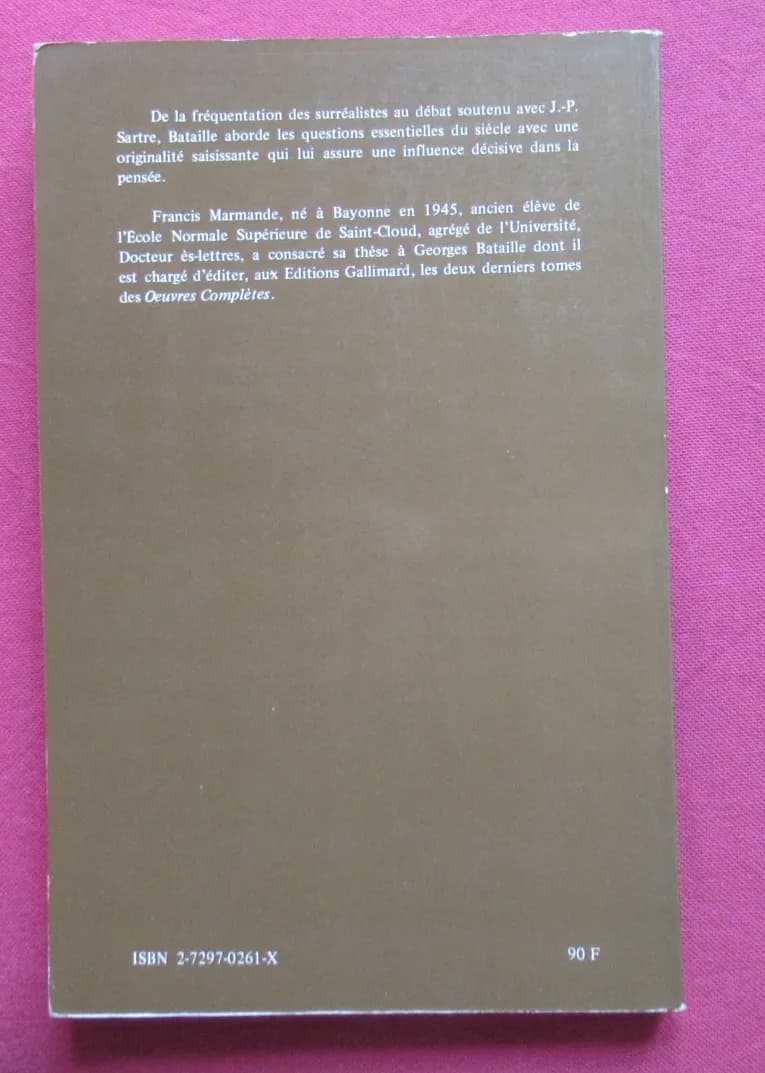 De la fréquentation des surréalistes au débat soutenu avec J.-P.
Sartre, Bataille aborde les questions essentielles du siècle avec une
originalité saisissante qui lui assure une influence décisive dans la
pensée.
Francis Marmande, né à Bayonne en 1945, ancien élève de
l'École Normale Supérieure de Saint-Cloud, agrégé de l'Université,
Docteur ès-lettres, a consacré sa thèse à Georges Bataille dont il
est chargé d'éditer, aux Editions Gallimard, les deux derniers tomes
des Oeuvres Complètes.
ISBN 2-7297-0261-X
90 F